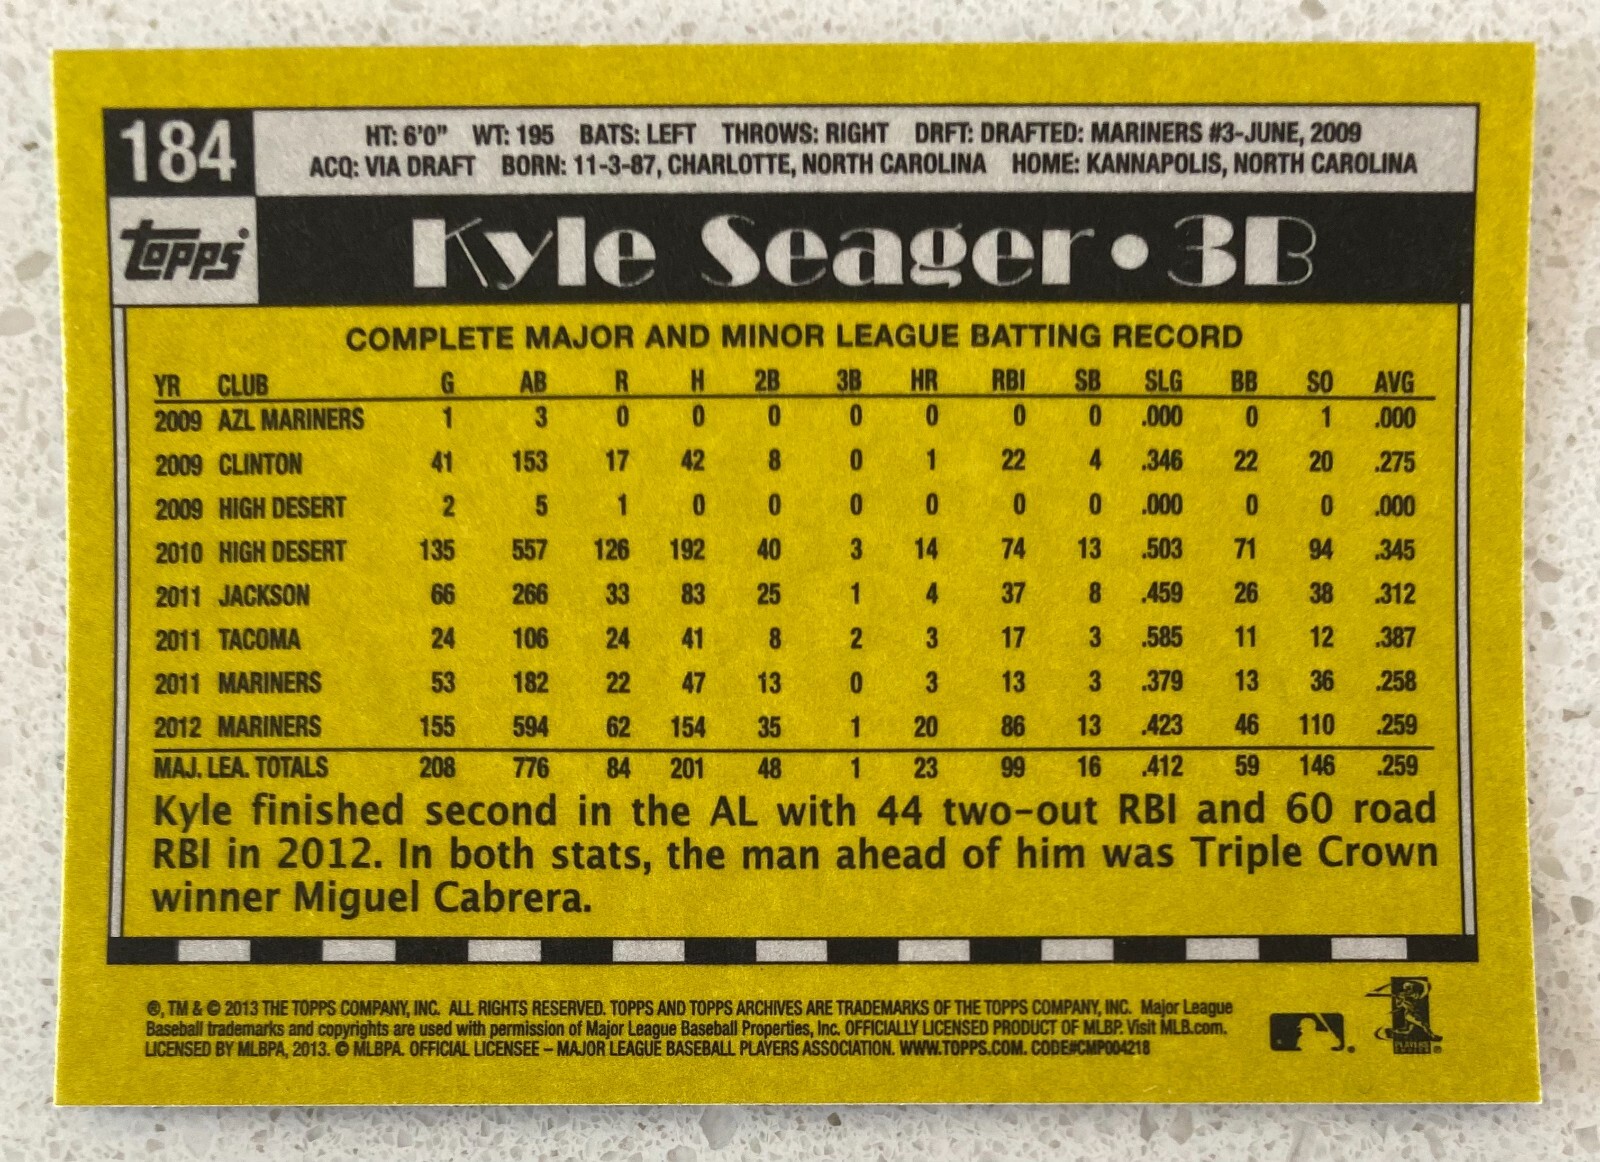 184
HT: 6'0" WT: 195 BATS: LEFT THROWS: RIGHT DRFT: DRAFTED: MARINERS #3-JUNE, 2009
ACQ: VIA DRAFT BORN: 11-3-87, CHARLOTTE, NORTH CAROLINA HOME: KANNAPOLIS, NORTH CAROLINA
topps
Kyle Seager • 3B
COMPLETE MAJOR AND MINOR LEAGUE BATTING RECORD
YR CLUB G AB R H 2B 3B HR RBI SB SLG BB SO AVG
2009 AZL MARINERS 1 3 0 0 0 0 0 0 0 .000 0 1 .000
2009 CLINTON 41 153 17 42 8 0 1 22 4 .346 22 20 .275
2009 HIGH DESERT 2 5 1 0 0 0 0 0 0 .000 0 0 .000
2010 HIGH DESERT 135 557 126 192 40 3 14 74 13 .503 71 94 .345
2011 JACKSON 66 266 33 83 25 1 4 37 8 .459 26 38 .312
2011 TACOMA 24 106 24 41 8 2 3 17 3 .585 11 12 .387
2011 MARINERS 53 182 22 47 13 0 3 13 3 .379 13 36 .258
2012 MARINERS 155 594 62 154 35 1 20 86 13 .423 46 110 .259
MAJ. LEA. TOTALS 208 776 84 201 48 1 23 99 16 .412 59 146 .259
Kyle finished second in the AL with 44 two-out RBI and 60 road
RBI in 2012. In both stats, the man ahead of him was Triple Crown
winner Miguel Cabrera.
®, TM & © 2013 THE TOPPS COMPANY, INC. ALL RIGHTS RESERVED. TOPPS AND TOPPS ARCHIVES ARE TRADEMARKS OF THE TOPPS COMPANY, INC. Major League
Baseball trademarks and copyrights are used with permission of Major League Baseball Properties, Inc. OFFICIALLY LICENSED PRODUCT OF MLBP. Visit MLB.com.
LICENSED BY MLBPA, 2013. © MLBPA. OFFICIAL LICENSEE – MAJOR LEAGUE BASEBALL PLAYERS ASSOCIATION. WWW.TOPPS.COM. CODE#CMP004218